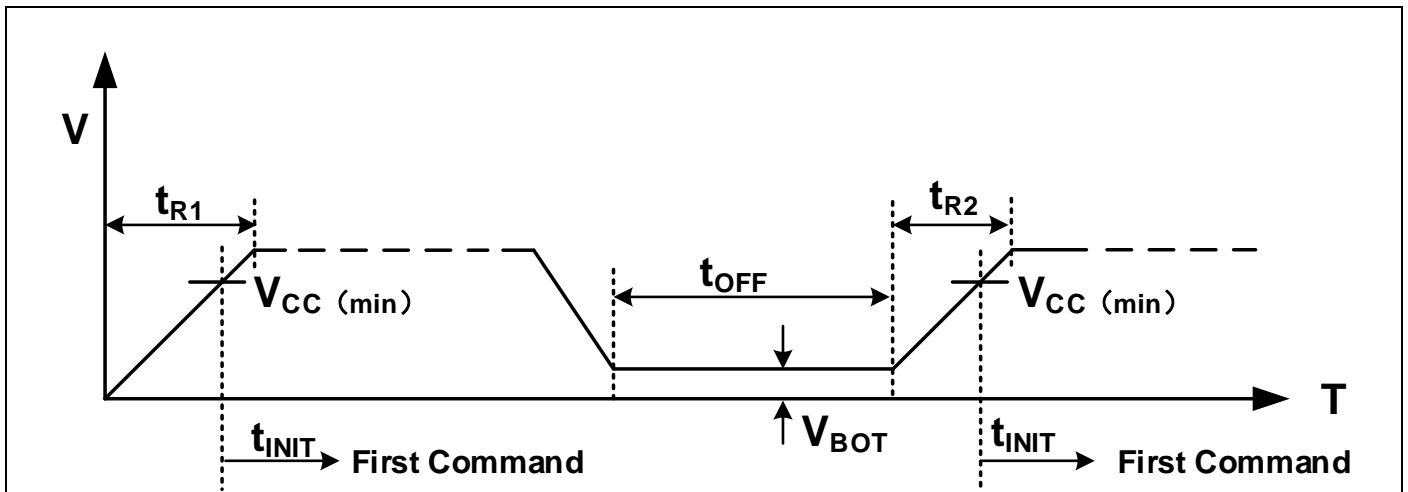 V
tR1
tR2
tOFF
VCC（min）
VCC（min）
T
VBOT
tINIT
First Command
tINIT
First Command